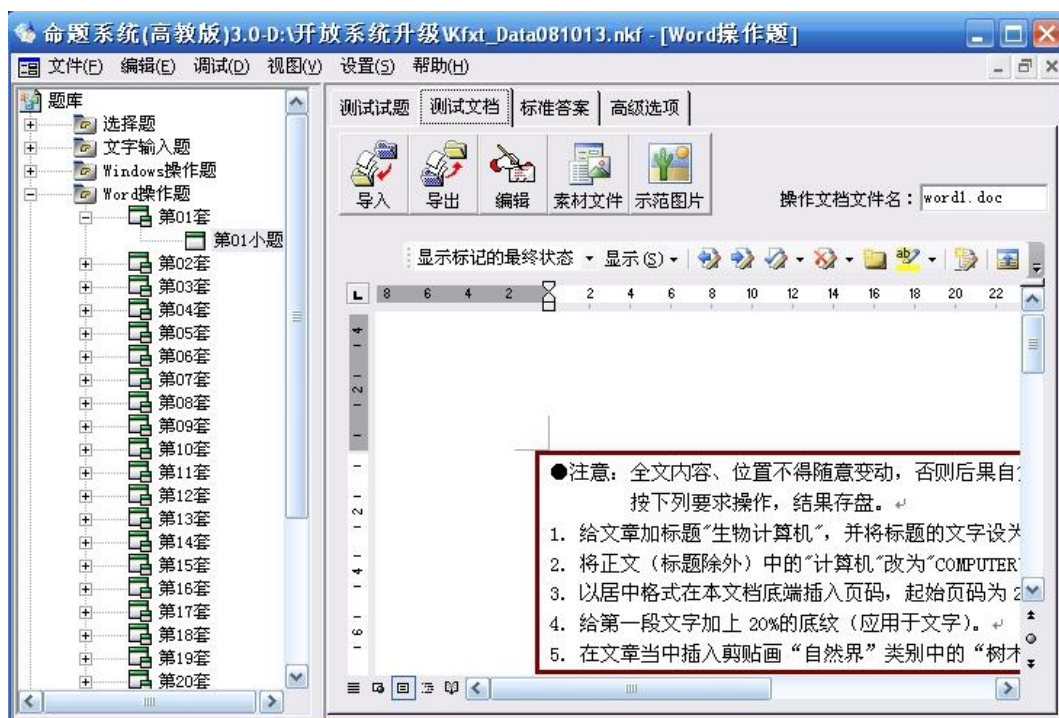 命题系统(高教版)3.0-D:\开放系统升级\Kfxt_Data081013.nkf - [Word操作题]
文件(F) 编辑(E) 调试(D) 视图(V) 设置(S) 帮助(H)
题库
选择题
文字输入题
Windows操作题
Word操作题
第01套
第01小题
第02套
第03套
第04套
第05套
第06套
第07套
第08套
第09套
第10套
第11套
第12套
第13套
第14套
第15套
第16套
第17套
第18套
第19套
第20套
测试试题 测试文档 标准答案 高级选项
导入 导出 编辑 素材文件 示范图片 操作文档文件名: word1.doc
显示标记的最终状态 显示(S)
8 6 4 2 2 4 6 8 10 12 14 16 18 20 22
●注意: 全文内容、位置不得随意变动, 否则后果自
按下列要求操作, 结果存盘。
1. 给文章加标题"生物计算机", 并将标题的文字设为
2. 将正文(标题除外)中的"计算机"改为"COMPUTER
3. 以居中格式在本文档底端插入页码, 起始页码为 2
4. 给第一段文字加上 20%的底纹(应用于文字)。
5. 在文章当中插入剪贴画“自然界”类别中的“树木